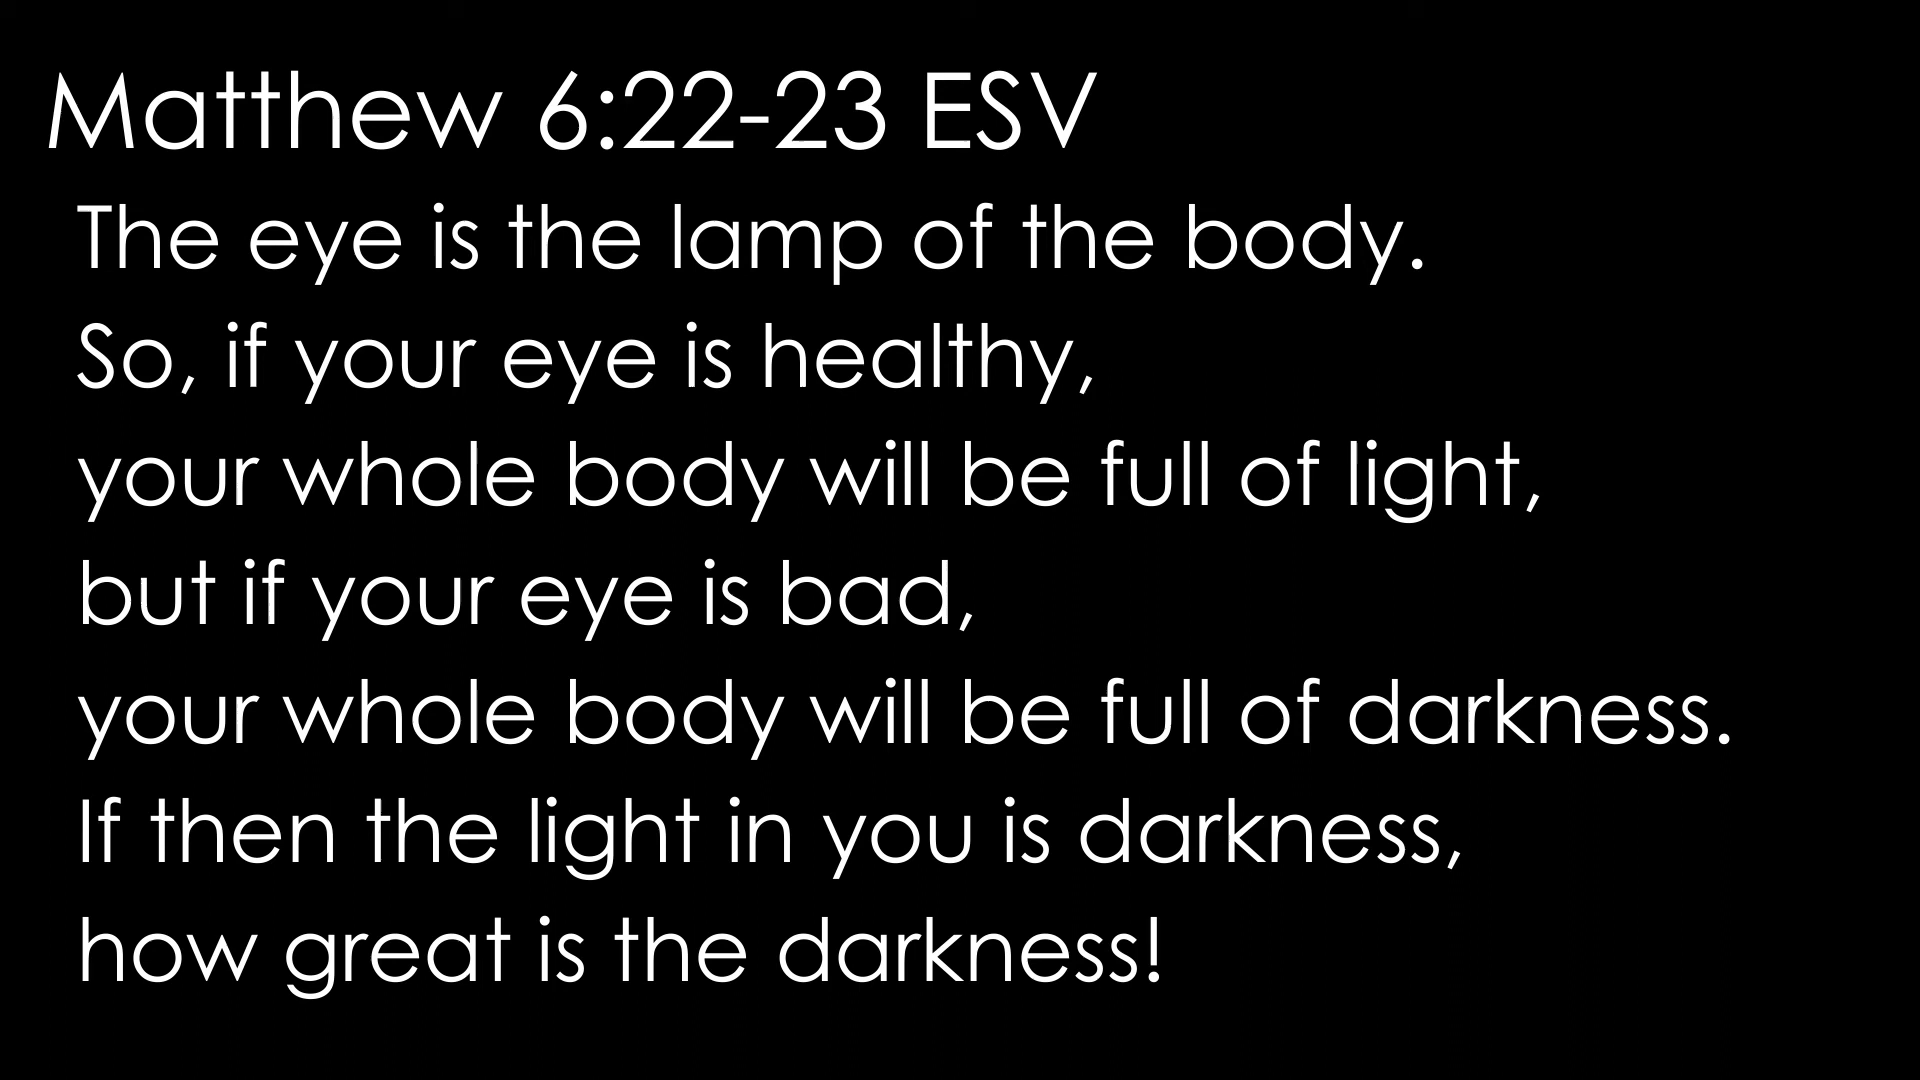 Matthew 6:22-23 ESV
The eye is the lamp of the body.
So, if your eye is healthy,
your whole body will be full of light,
but if your eye is bad,
your whole body will be full of darkness.
If then the light in you is darkness,
how great is the darkness!